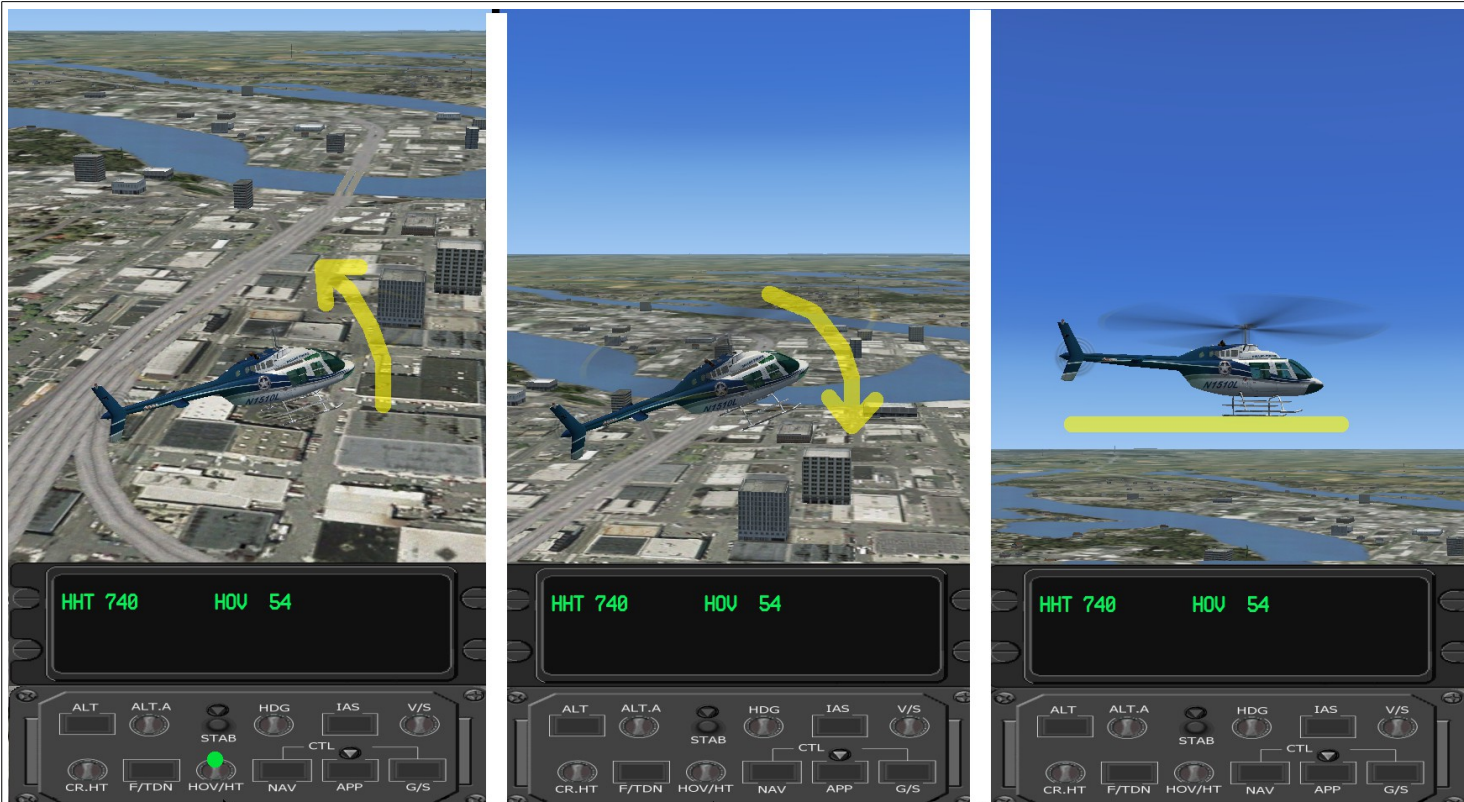 N1510L
HHT 740 HOV 54
ALT ALT.A STAB HDG IAS V/S
CTL
CR.HT F/TDN HOV/HT NAV APP G/S
N1510L
HHT 740 HOV 54
ALT ALT.A STAB HDG IAS V/S
CTL
CR.HT F/TDN HOV/HT NAV APP G/S
N1510L
HHT 740 HOV 54
ALT ALT.A STAB HDG IAS V/S
CTL
CR.HT F/TDN HOV/HT NAV APP G/S